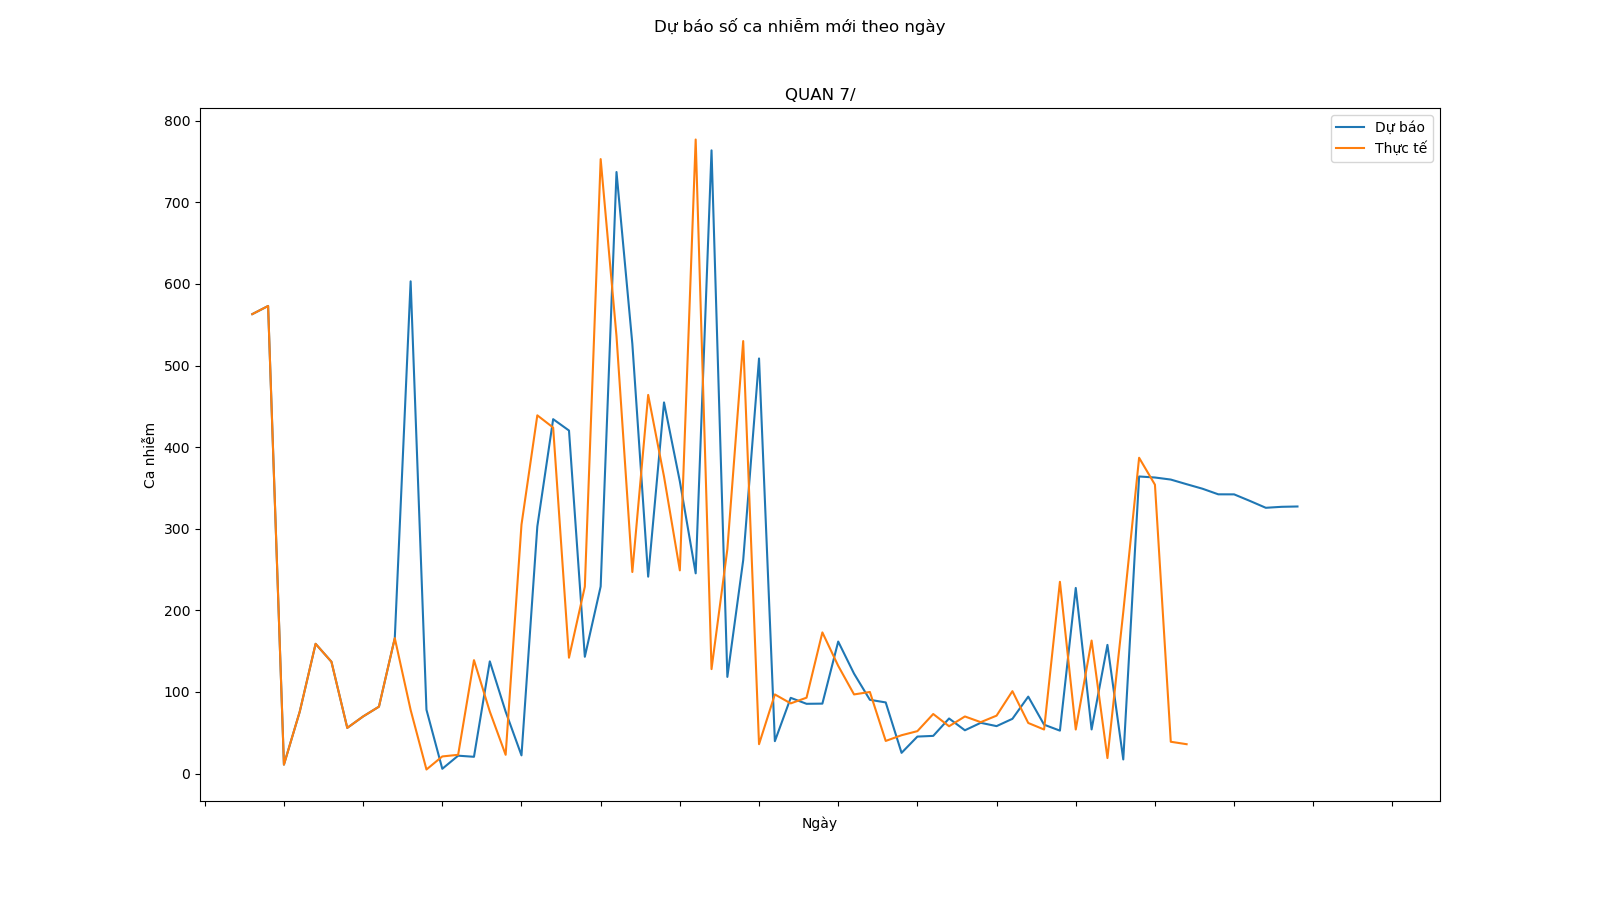 Dự báo số ca nhiễm mới theo ngày
QUAN 7/
Dự báo
Thực tế
800
700
600
500
400
300
200
100
0
Ca nhiễm
Ngày